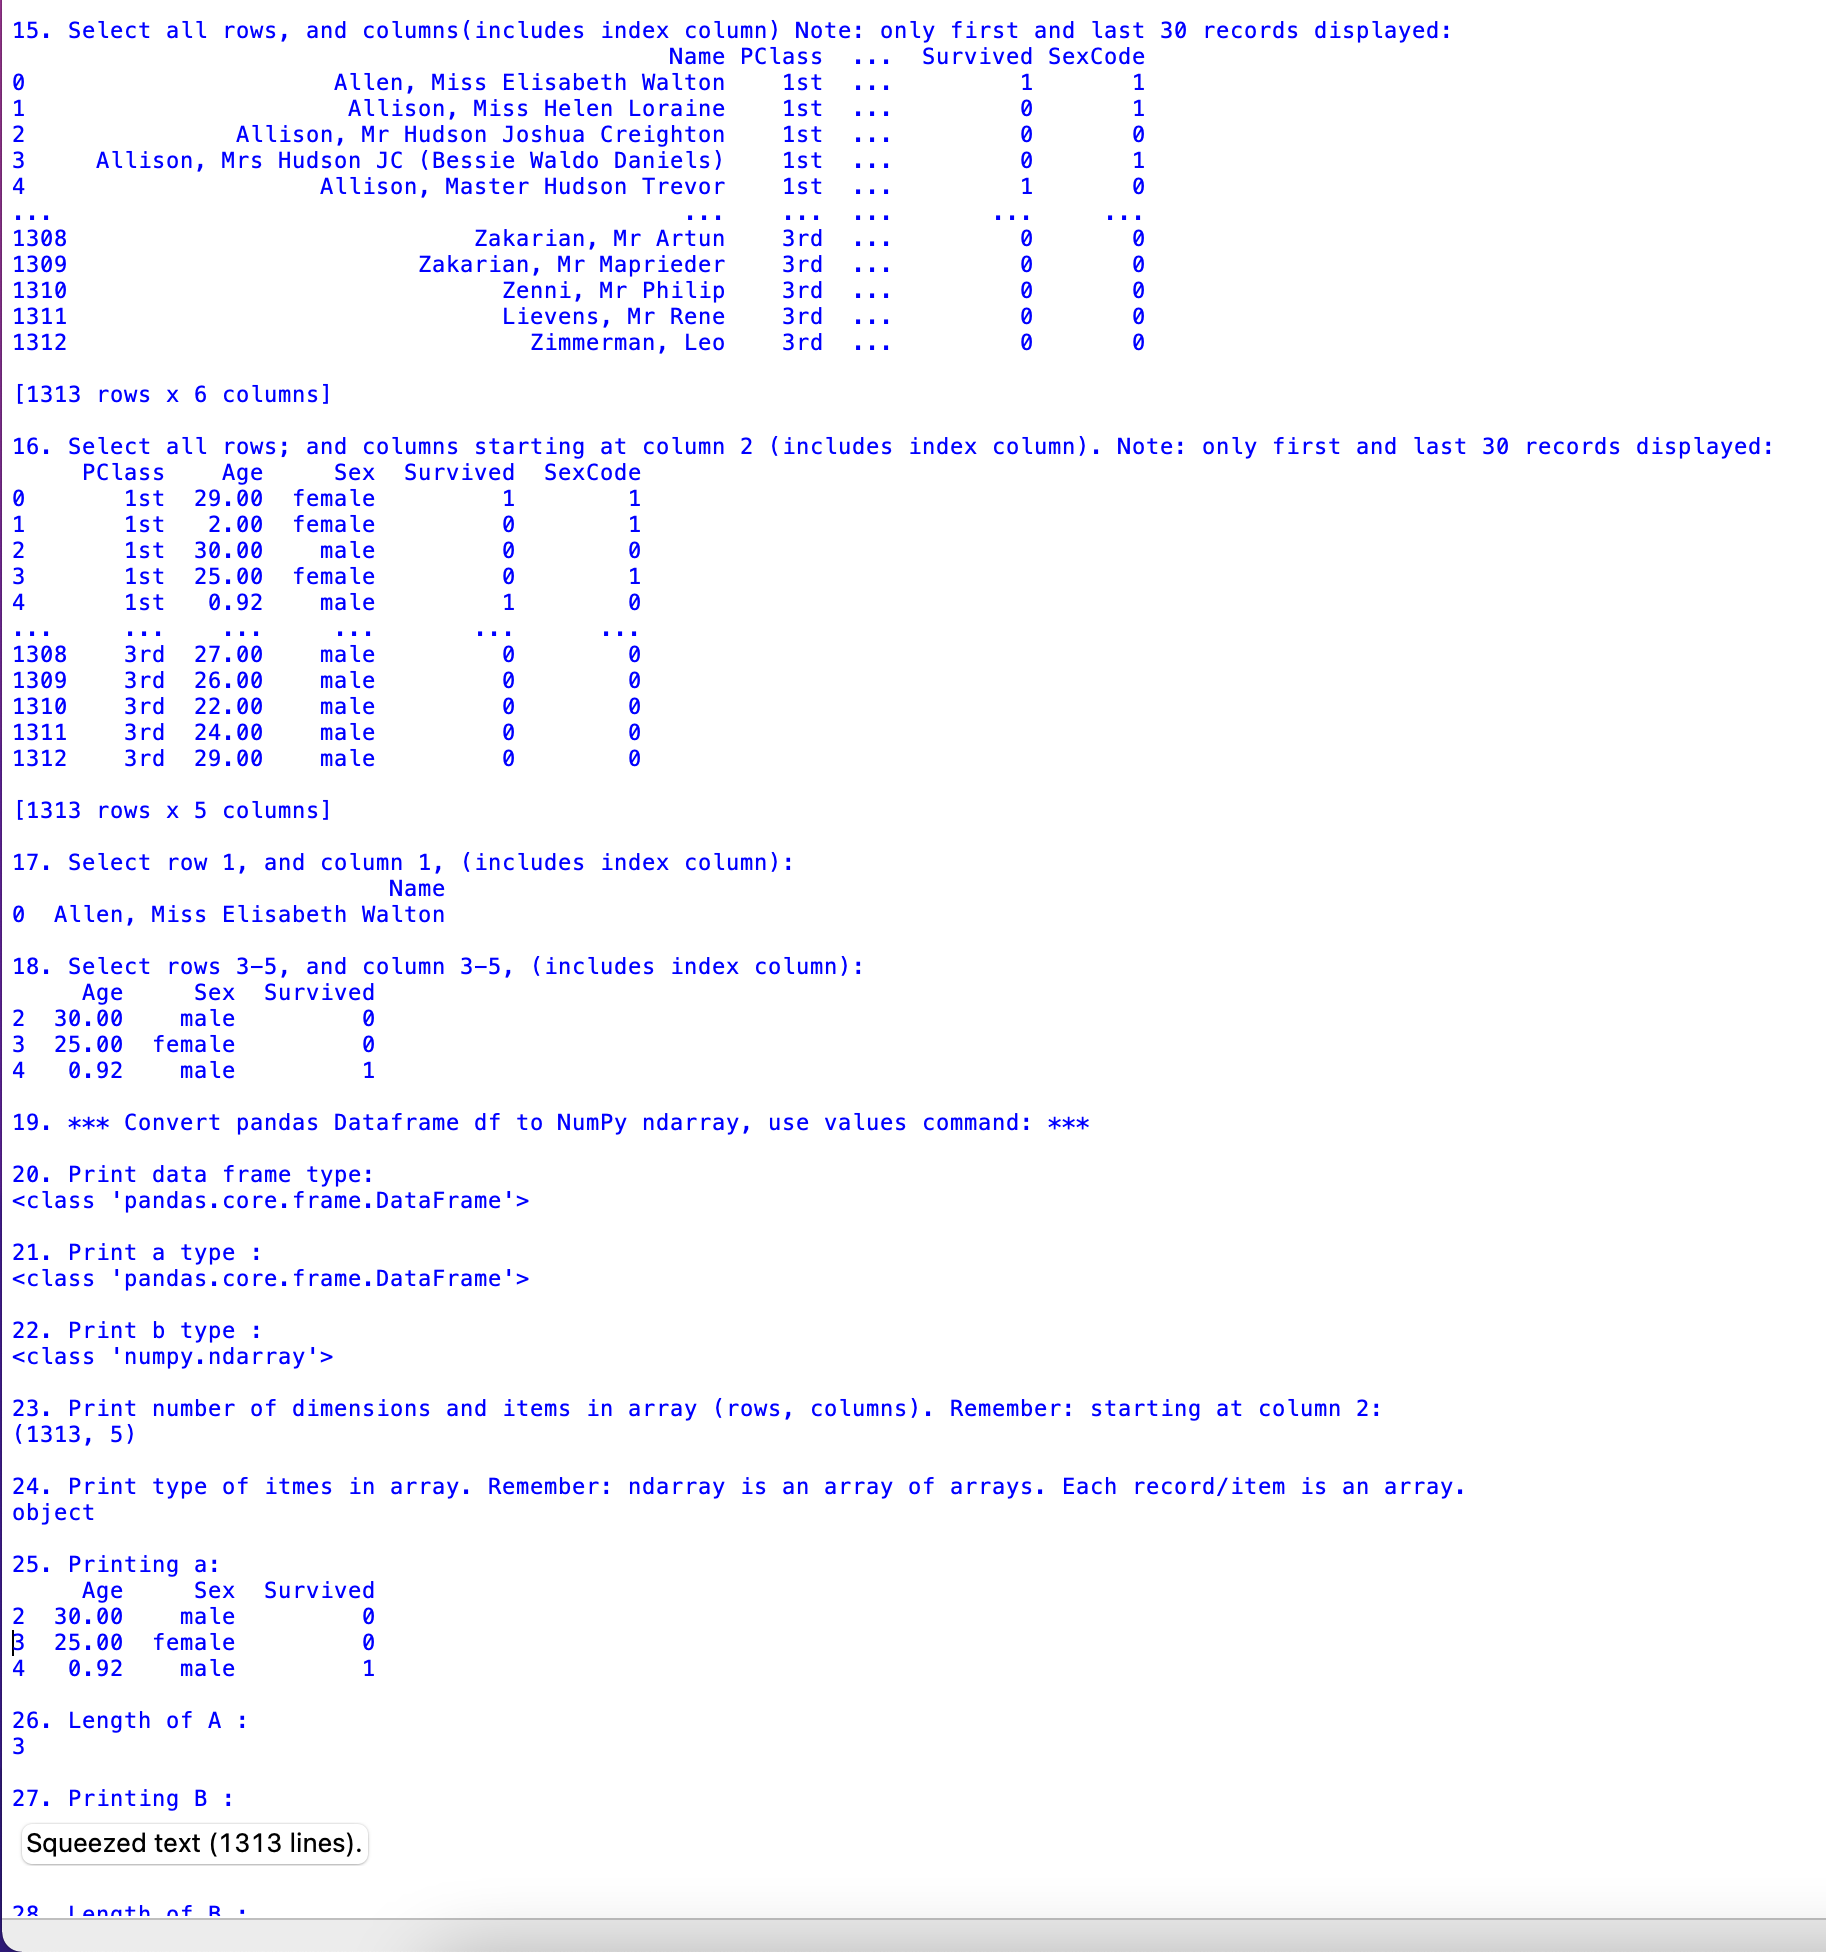 15. Select all rows, and columns(includes index column) Note: only first and last 30 records displayed:
                                               Name PClass  ...  Survived SexCode
0                      Allen, Miss Elisabeth Walton    1st  ...         1       1
1                       Allison, Miss Helen Loraine    1st  ...         0       1
2               Allison, Mr Hudson Joshua Creighton    1st  ...         0       0
3     Allison, Mrs Hudson JC (Bessie Waldo Daniels)    1st  ...         0       1
4                     Allison, Master Hudson Trevor    1st  ...         1       0
...                                             ...    ...  ...       ...     ...
1308                             Zakarian, Mr Artun    3rd  ...         0       0
1309                         Zakarian, Mr Maprieder    3rd  ...         0       0
1310                               Zenni, Mr Philip    3rd  ...         0       0
1311                               Lievens, Mr Rene    3rd  ...         0       0
1312                                 Zimmerman, Leo    3rd  ...         0       0
[1313 rows x 6 columns]
16. Select all rows; and columns starting at column 2 (includes index column). Note: only first and last 30 records displayed:
     PClass    Age     Sex  Survived  SexCode
0       1st  29.00  female         1        1
1       1st   2.00  female         0        1
2       1st  30.00    male         0        0
3       1st  25.00  female         0        1
4       1st   0.92    male         1        0
...     ...    ...     ...       ...      ...
1308    3rd  27.00    male         0        0
1309    3rd  26.00    male         0        0
1310    3rd  22.00    male         0        0
1311    3rd  24.00    male         0        0
1312    3rd  29.00    male         0        0
[1313 rows x 5 columns]
17. Select row 1, and column 1, (includes index column):
                           Name
0  Allen, Miss Elisabeth Walton
18. Select rows 3-5, and column 3-5, (includes index column):
     Age     Sex  Survived
2  30.00    male         0
3  25.00  female         0
4   0.92    male         1
19. *** Convert pandas Dataframe df to NumPy ndarray, use values command: ***
20. Print data frame type:
<class 'pandas.core.frame.DataFrame'>
21. Print a type :
<class 'pandas.core.frame.DataFrame'>
22. Print b type :
<class 'numpy.ndarray'>
23. Print number of dimensions and items in array (rows, columns). Remember: starting at column 2:
(1313, 5)
24. Print type of itmes in array. Remember: ndarray is an array of arrays. Each record/item is an array.
object
25. Printing a:
     Age     Sex  Survived
2  30.00    male         0
3  25.00  female         0
4   0.92    male         1
26. Length of A :
3
27. Printing B :
Squeezed text (1313 lines).
28. Length of B :